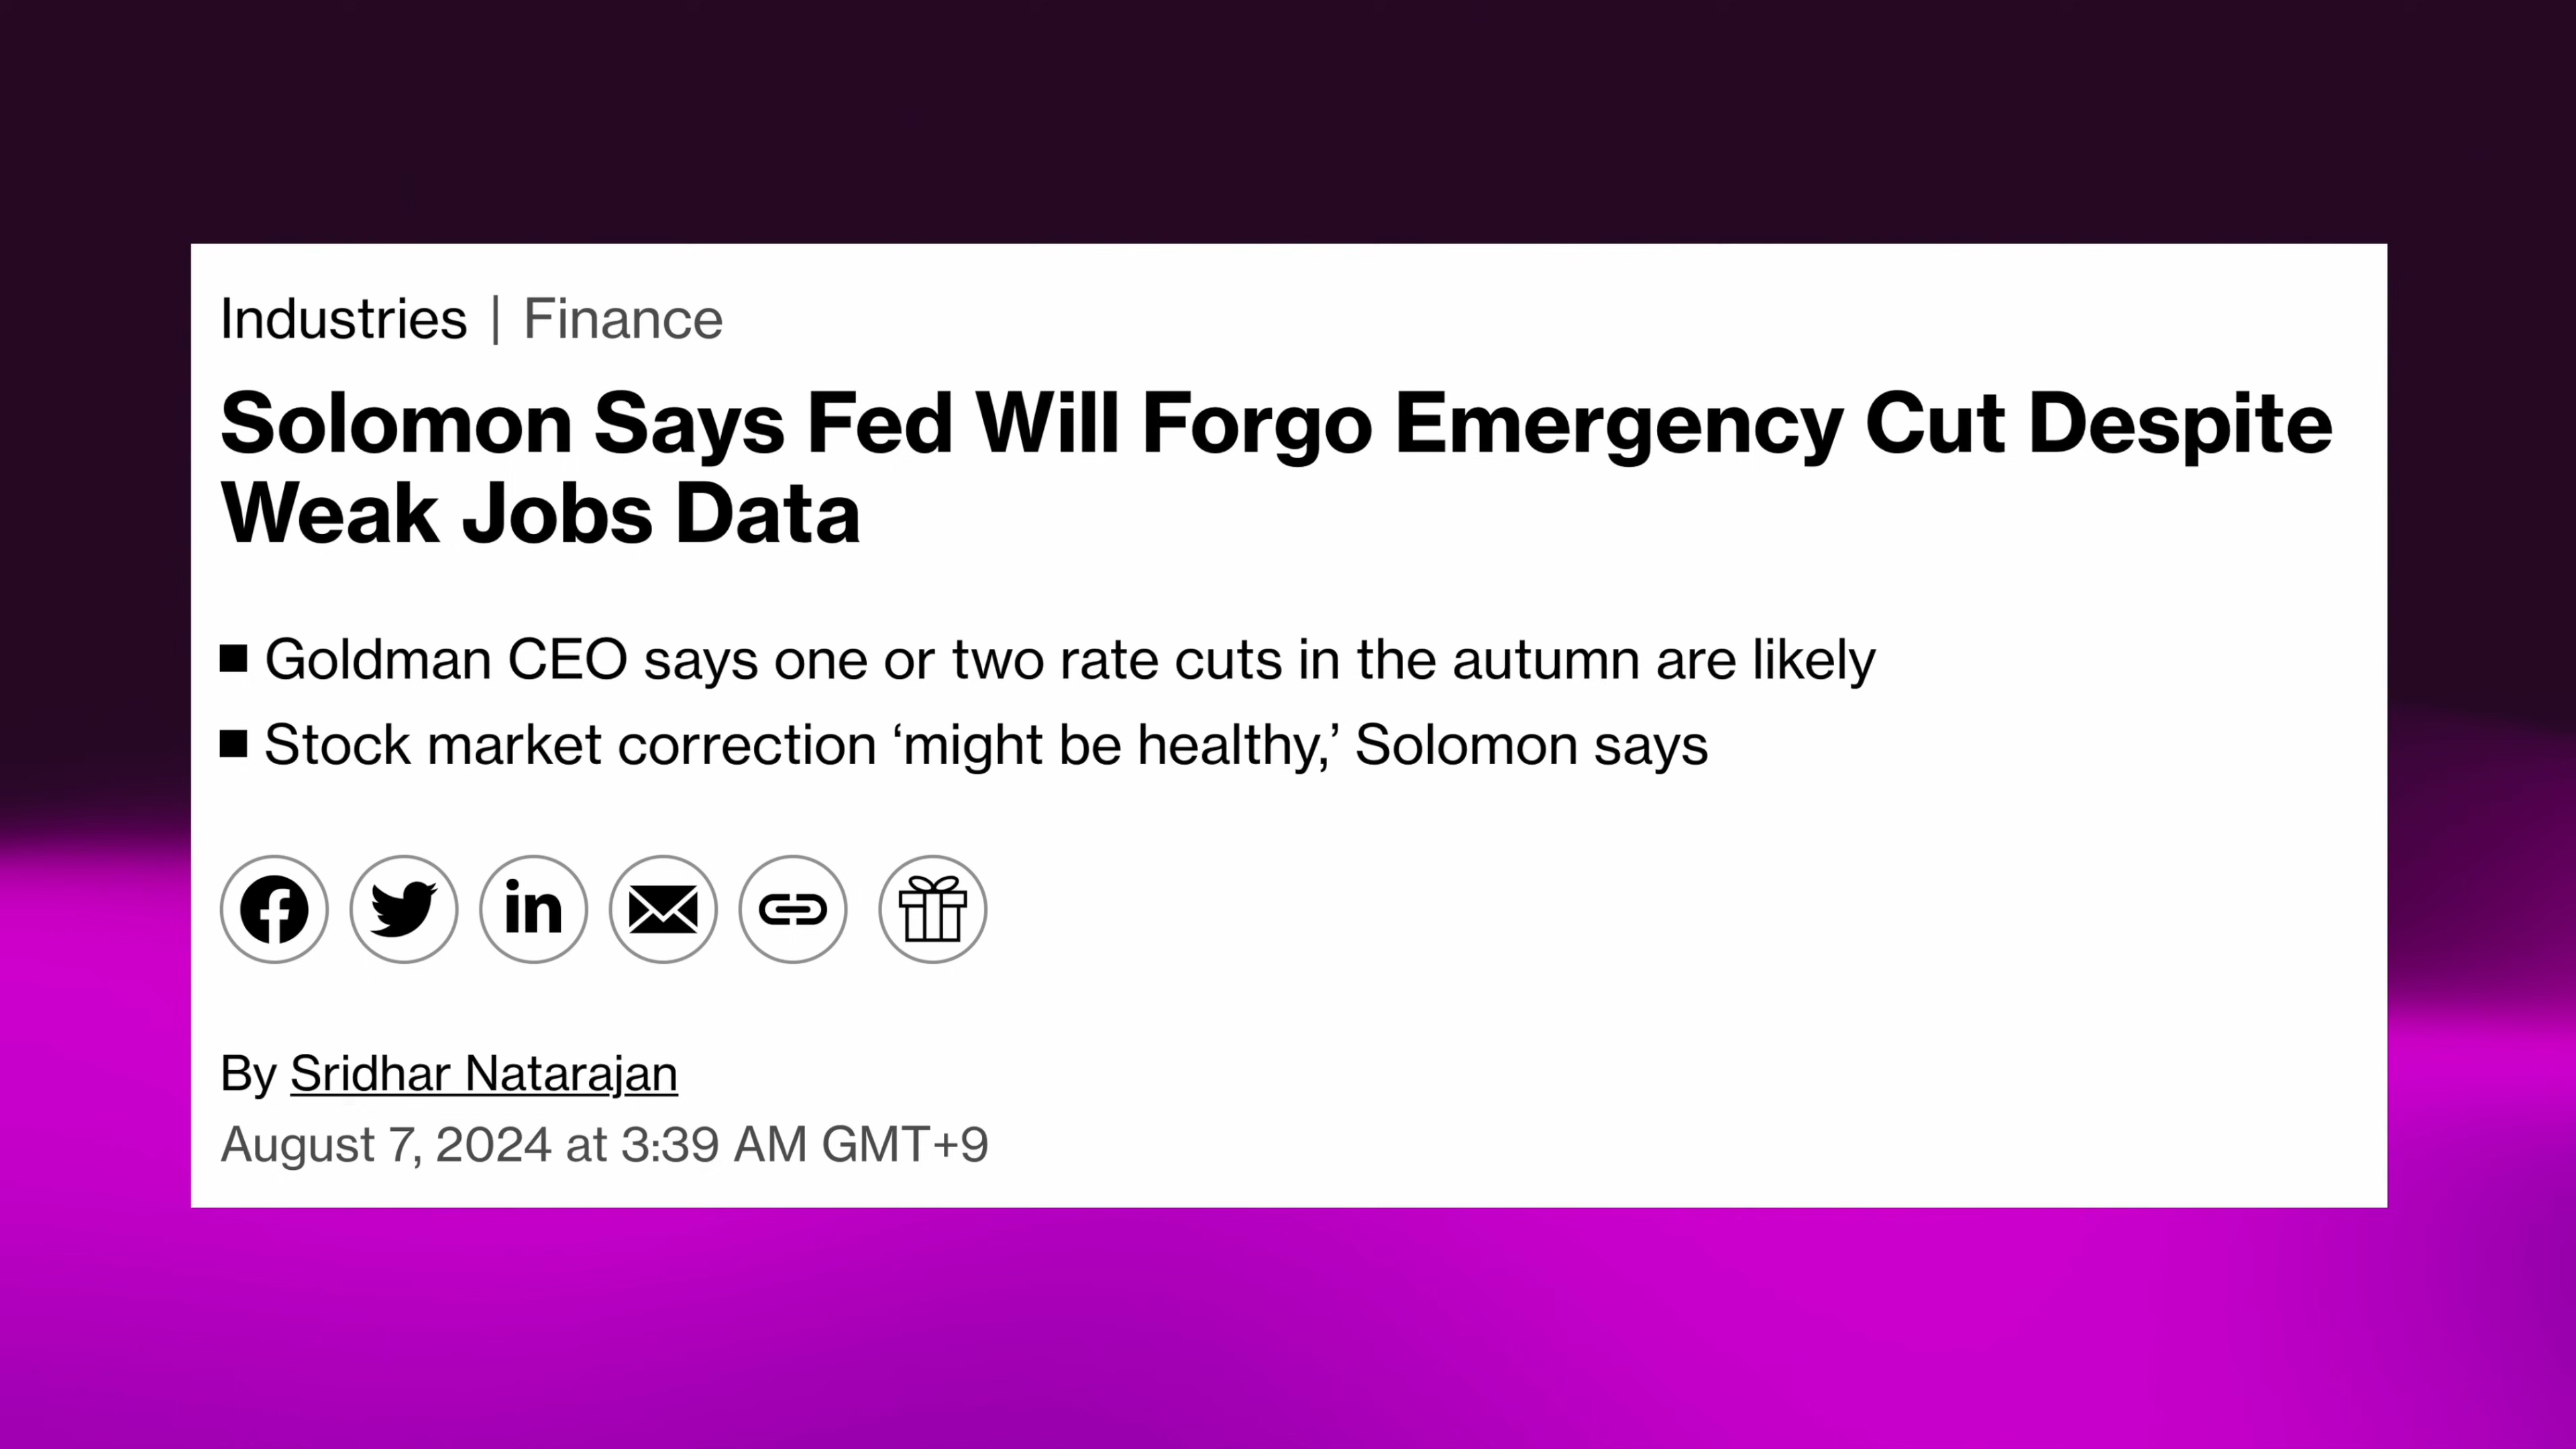 Industries | Finance
Solomon Says Fed Will Forgo Emergency Cut Despite
Weak Jobs Data
■ Goldman CEO says one or two rate cuts in the autumn are likely
■ Stock market correction ‘might be healthy,’ Solomon says
By Sridhar Natarajan
August 7, 2024 at 3:39 AM GMT+9